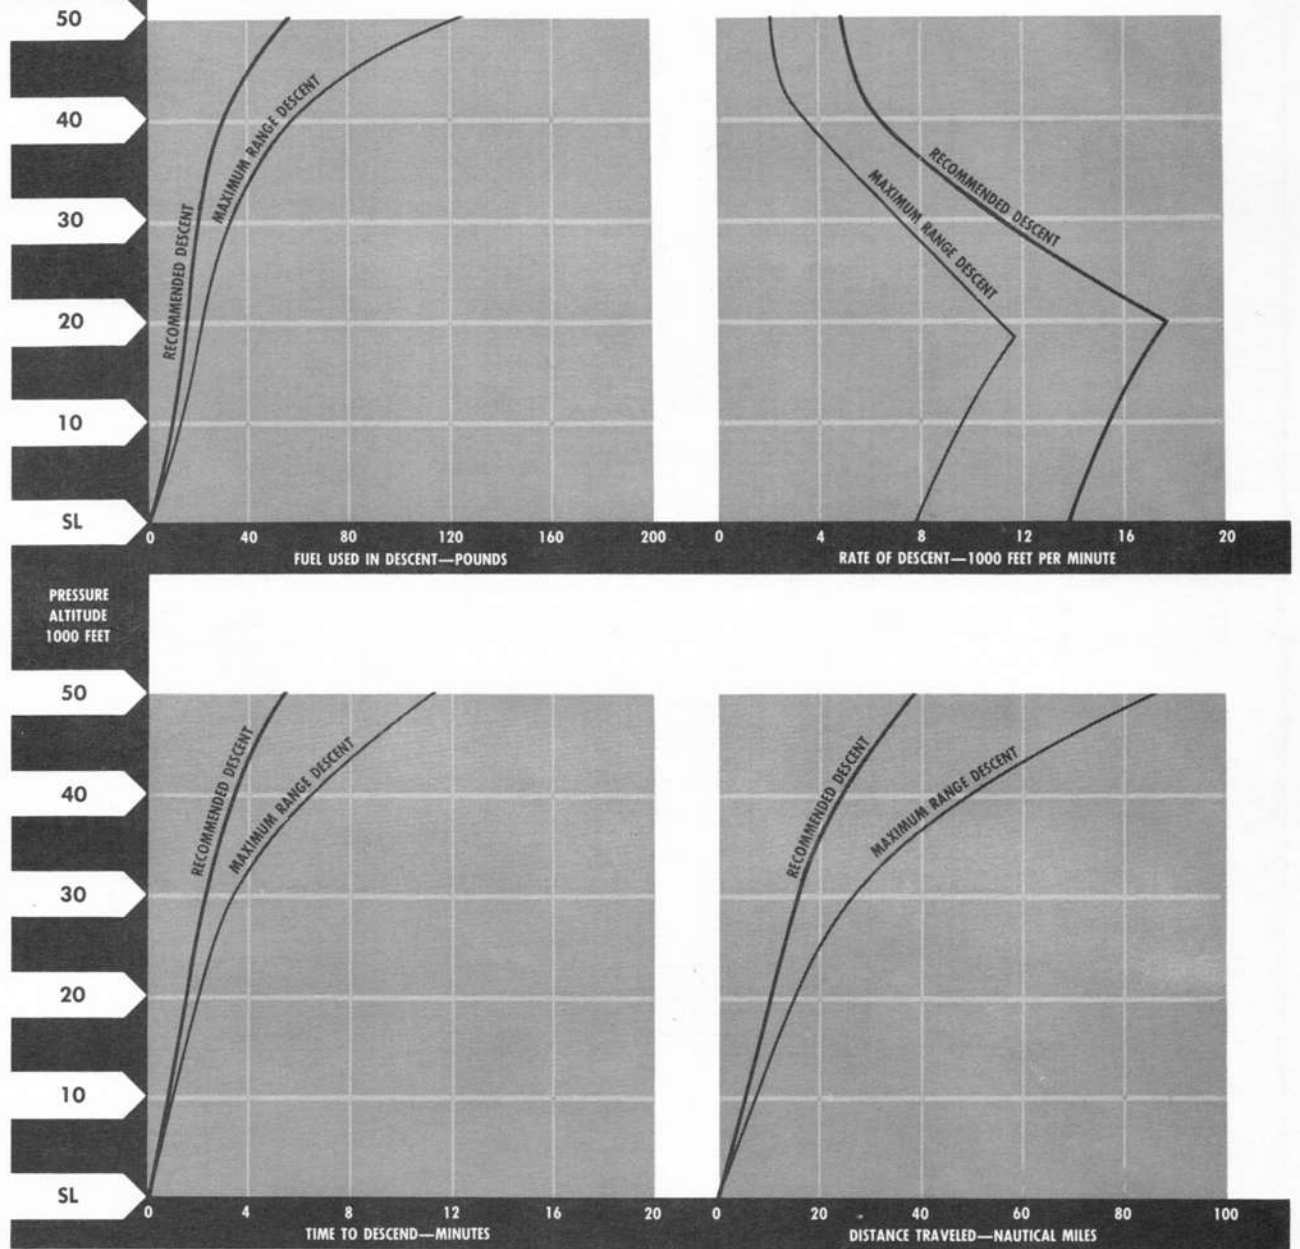 50
40
30
20
10
SL
RECOMMENDED DESCENT
MAXIMUM RANGE DESCENT
0 40 80 120 160 200
FUEL USED IN DESCENT—POUNDS
MAXIMUM RANGE DESCENT
RECOMMENDED DESCENT
0 4 8 12 16 20
RATE OF DESCENT—1000 FEET PER MINUTE
PRESSURE
ALTITUDE
1000 FEET
50
40
30
20
10
SL
RECOMMENDED DESCENT
MAXIMUM RANGE DESCENT
0 4 8 12 16 20
TIME TO DESCEND—MINUTES
RECOMMENDED DESCENT
MAXIMUM RANGE DESCENT
0 20 40 60 80 100
DISTANCE TRAVELED—NAUTICAL MILES